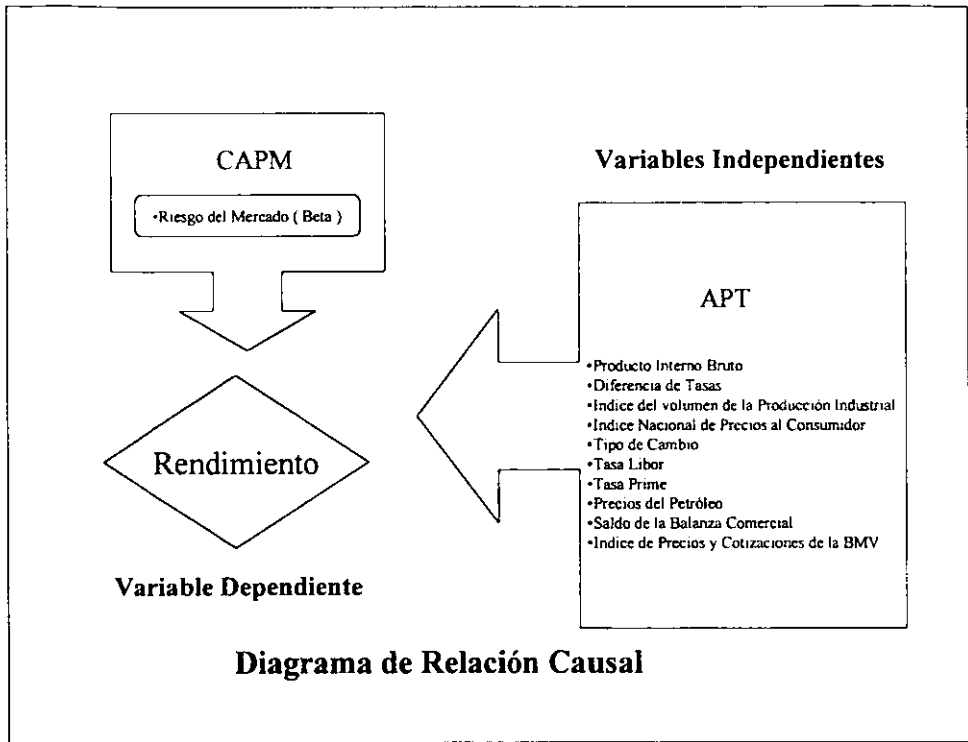 CAPM
•Riesgo del Mercado ( Beta )
Variables Independientes
APT
•Producto Interno Bruto
•Diferencia de Tasas
•Indice del volumen de la Producción Industrial
•Indice Nacional de Precios al Consumidor
•Tipo de Cambio
•Tasa Libor
•Tasa Prime
•Precios del Petróleo
•Saldo de la Balanza Comercial
•Indice de Precios y Cotizaciones de la BMV
Rendimiento
Variable Dependiente
Diagrama de Relación Causal